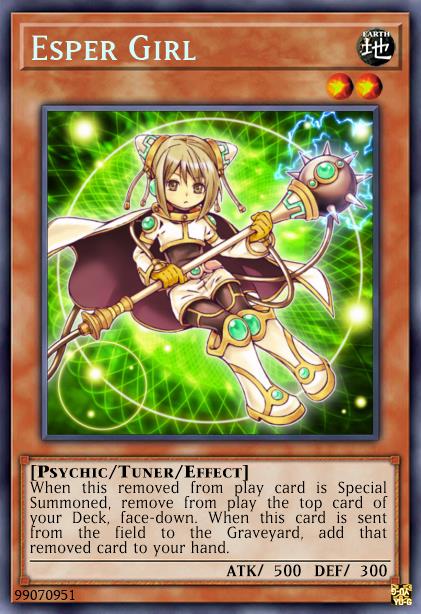 Esper Girl
EARTH
地
[Psychic/Tuner/Effect]
When this removed from play card is Special
Summoned, remove from play the top card of
your Deck, face-down. When this card is sent
from the field to the Graveyard, add that
removed card to your hand.
ATK/ 500 DEF/ 300
99070951